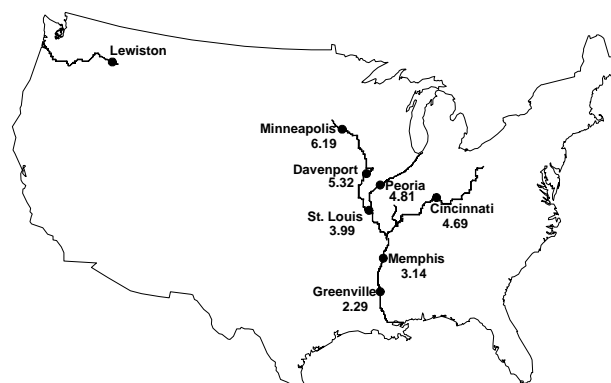 Lewiston
Minneapolis
6.19
Davenport
5.32
Peoria
4.81
St. Louis
3.99
Cincinnati
4.69
Memphis
3.14
Greenville
2.29